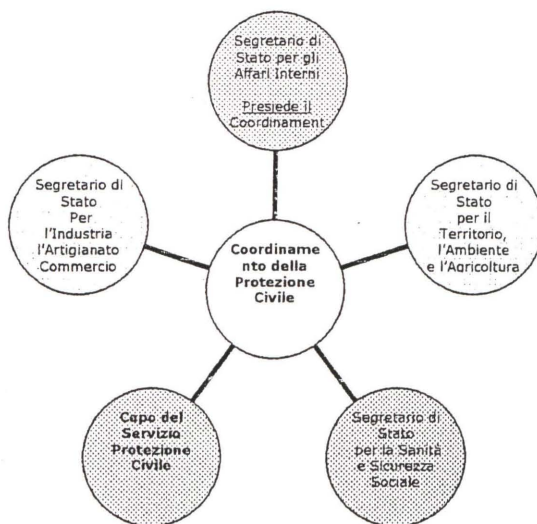 Segretario di
Stato per gli
Affari Interni
Presiede il
Coordinament
Segretario di
Stato
Per
l'Industria
l'Artigianato
Commercio
Segretario di
Stato
per il
Territorio,
l'Ambiente
e l'Agricoltura
Coordiname
nto della
Protezione
Civile
Capo del
Servizio
Protezione
Civile
Segretario di
Stato
per la Sanità
e Sicurezza
Sociale